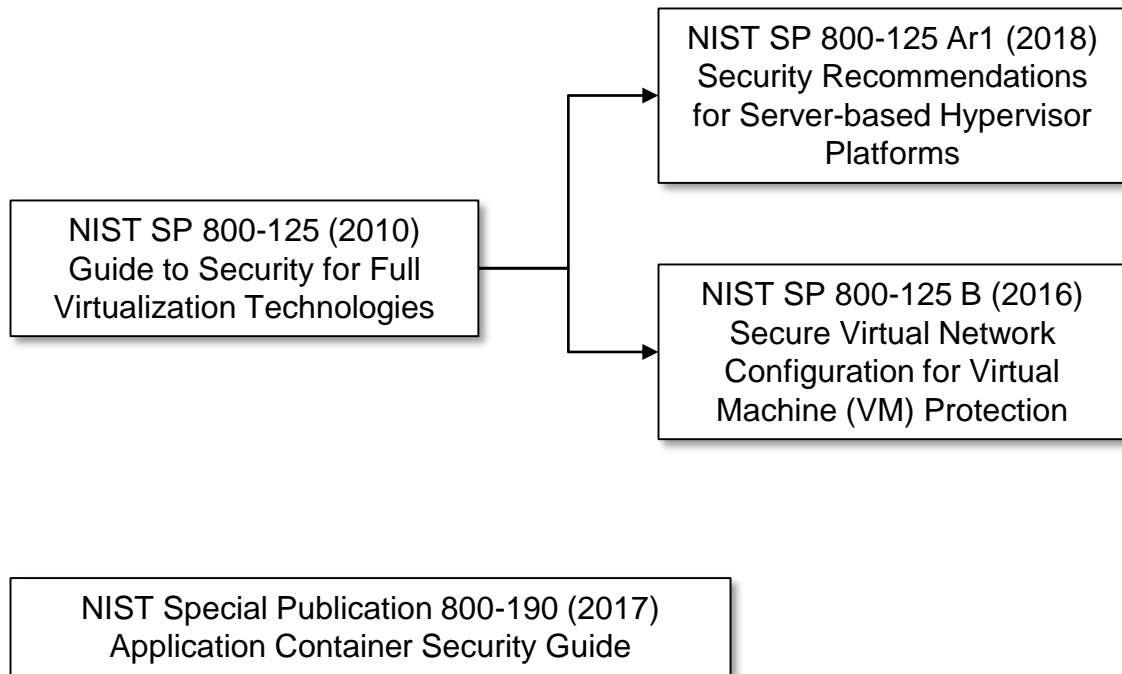 NIST SP 800-125 Ar1 (2018)
Security Recommendations
for Server-based Hypervisor
Platforms
NIST SP 800-125 (2010)
Guide to Security for Full
Virtualization Technologies
NIST SP 800-125 B (2016)
Secure Virtual Network
Configuration for Virtual
Machine (VM) Protection
NIST Special Publication 800-190 (2017)
Application Container Security Guide